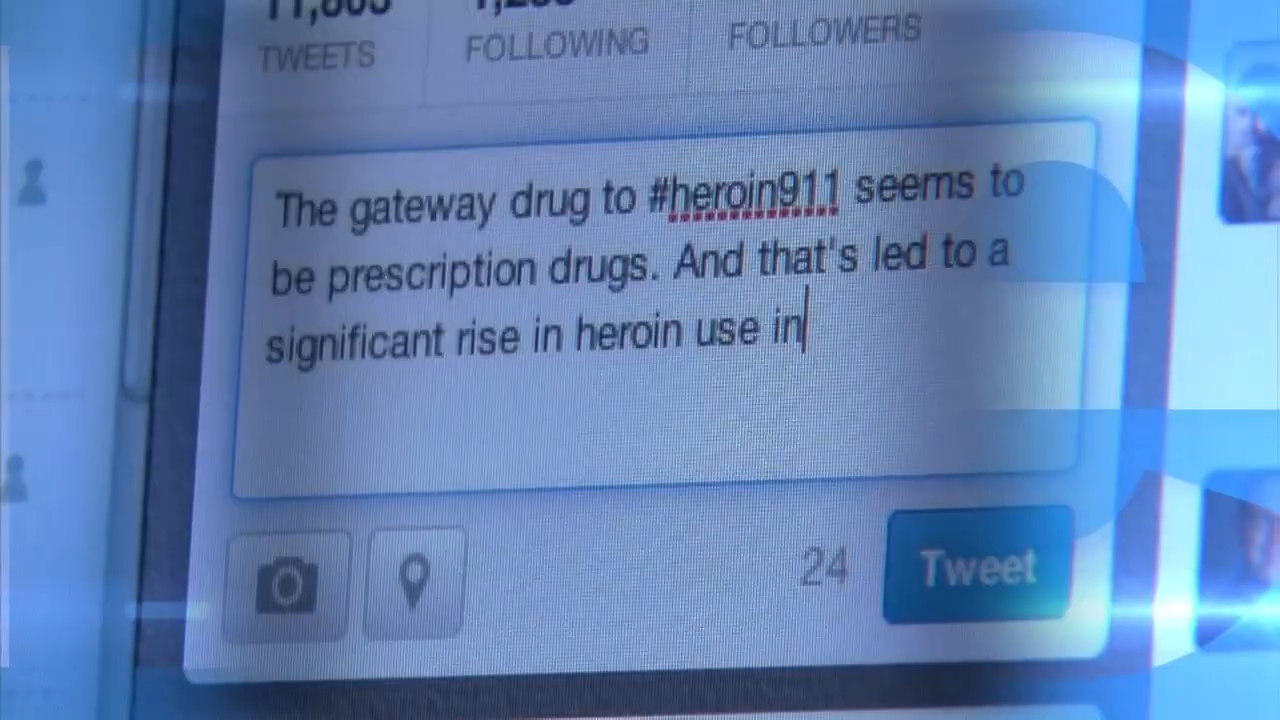 TWEETS
FOLLOWING
FOLLOWERS
The gateway drug to #heroin911 seems to
be prescription drugs. And that's led to a
significant rise in heroin use in
24
Tweet